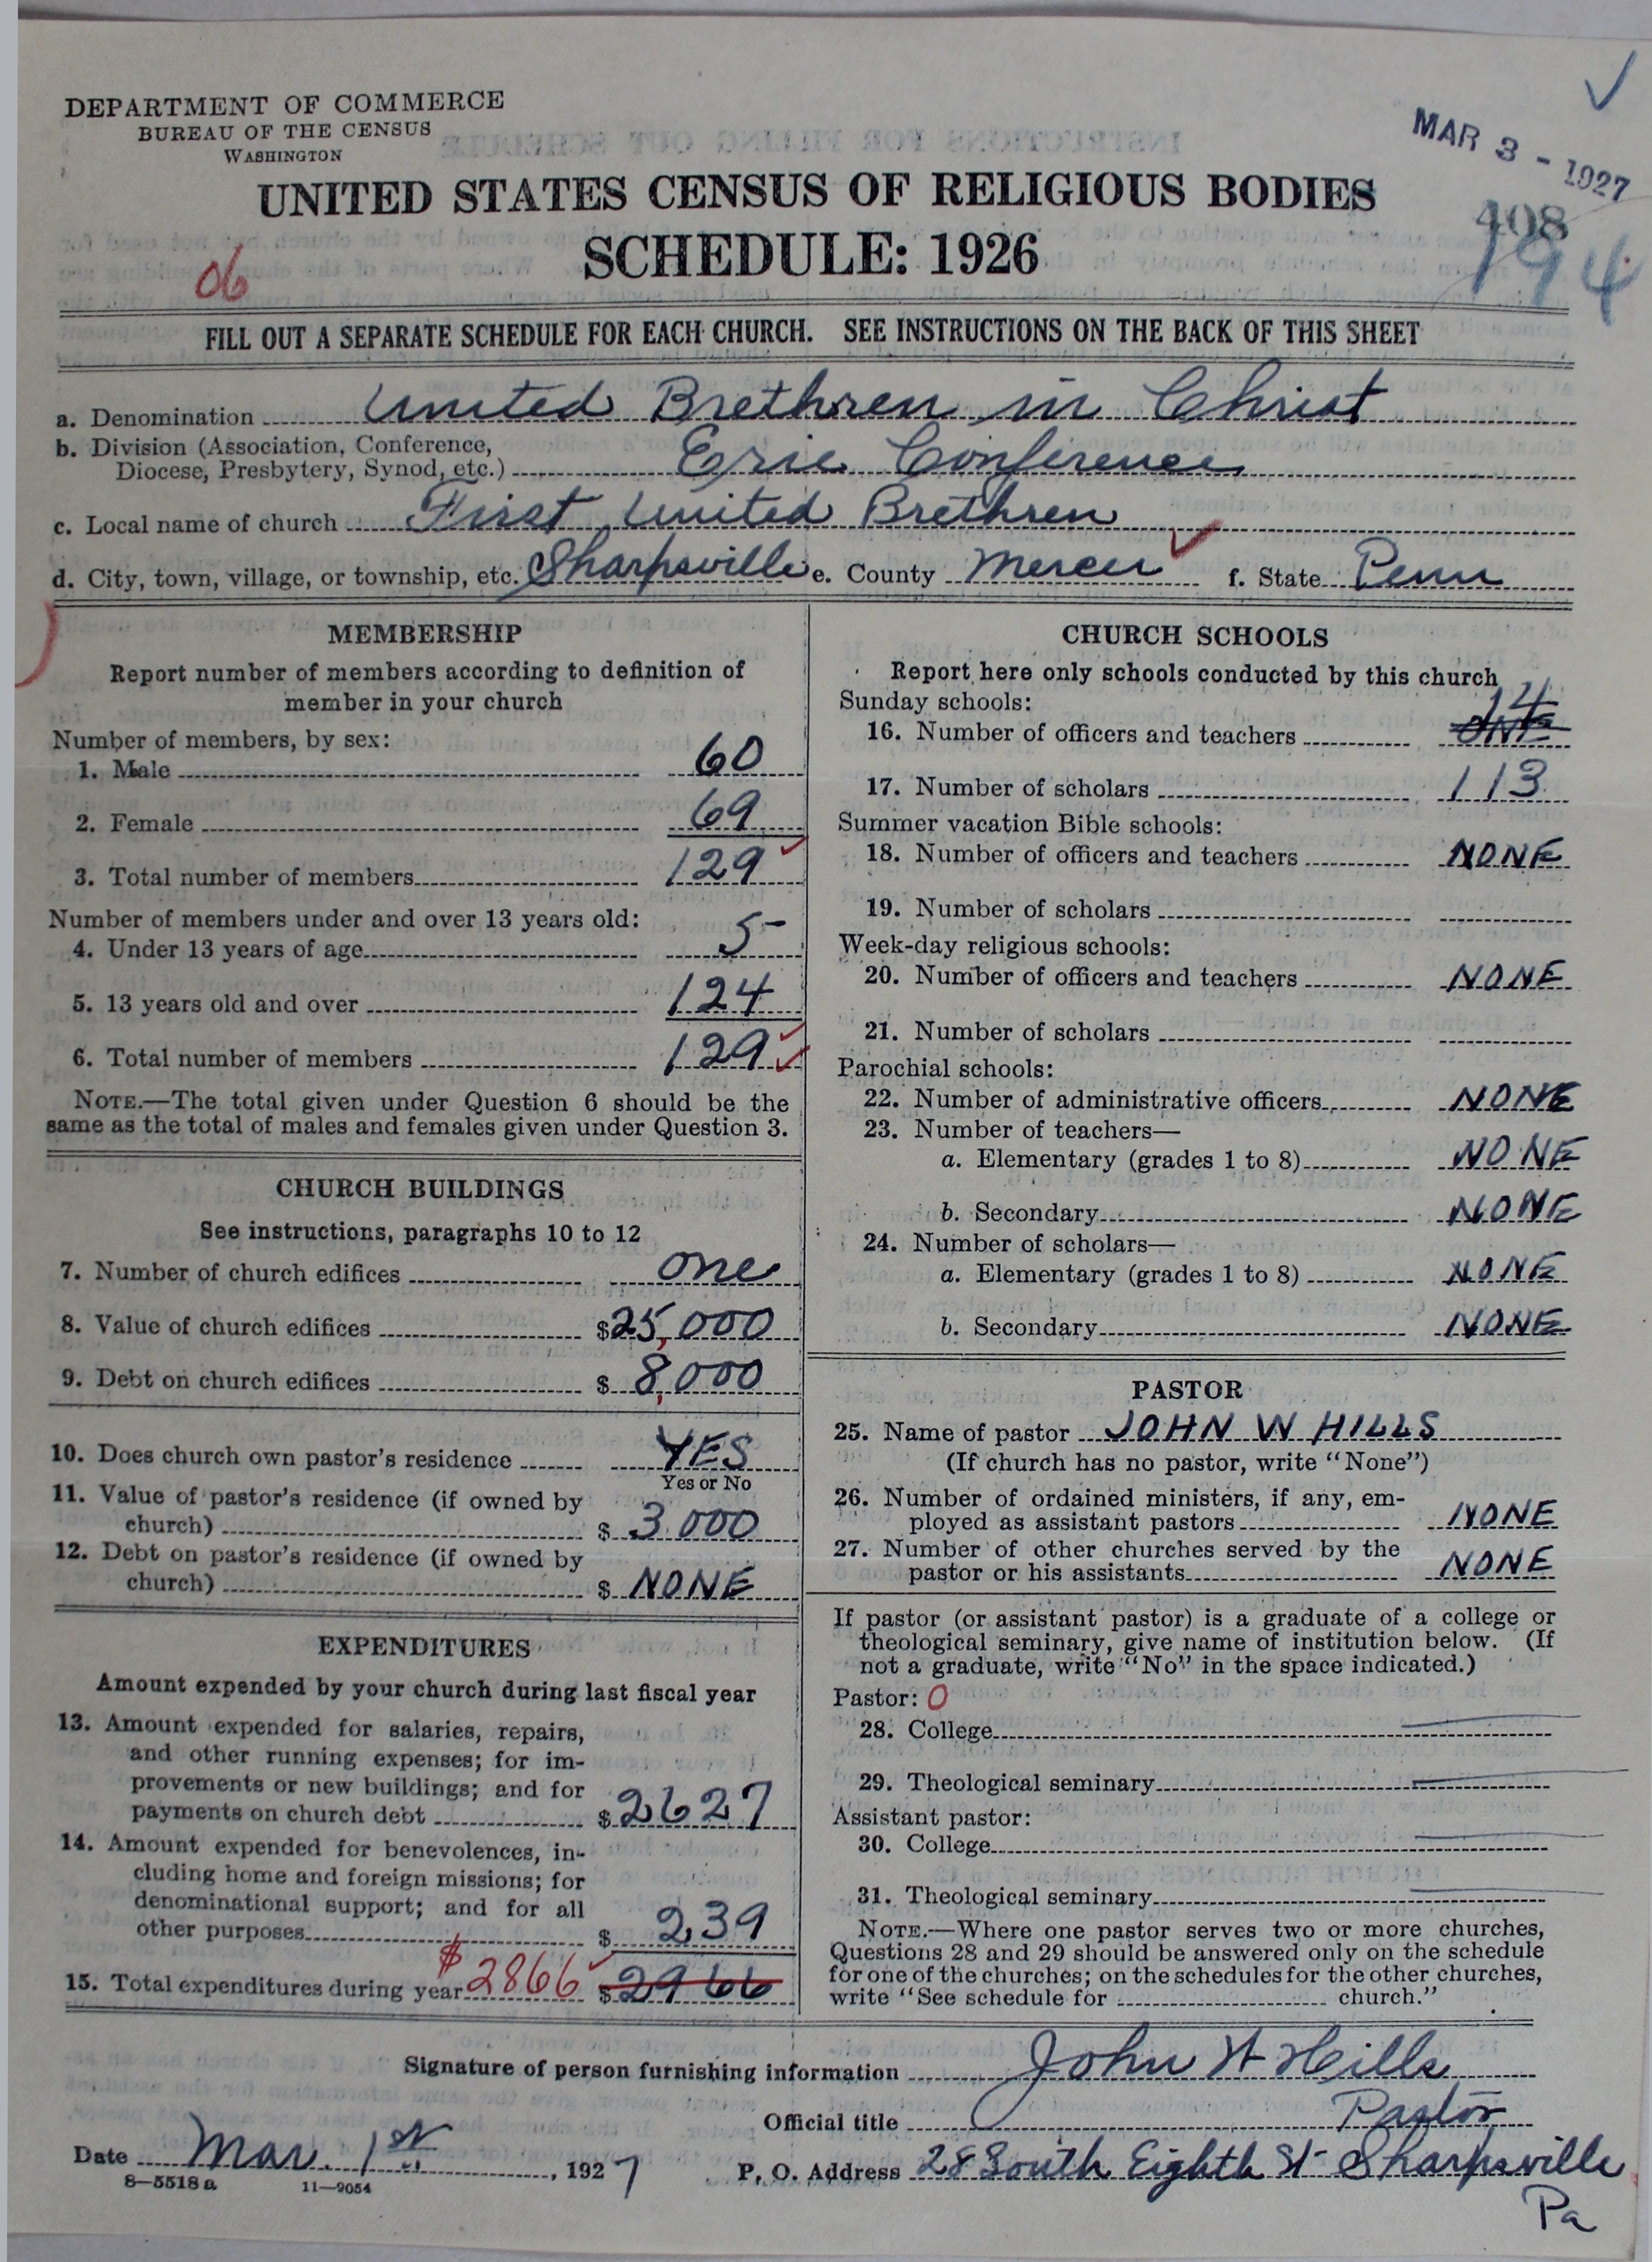 DEPARTMENT OF COMMERCE
BUREAU OF THE CENSUS
WASHINGTON
MAR 3 - 1927
408
194
UNITED STATES CENSUS OF RELIGIOUS BODIES
SCHEDULE: 1926
06
FILL OUT A SEPARATE SCHEDULE FOR EACH CHURCH. SEE INSTRUCTIONS ON THE BACK OF THIS SHEET
a. Denomination United Brethren in Christ
b. Division (Association, Conference,
Diocese, Presbytery, Synod, etc.) Erie Conference
c. Local name of church First United Brethren
d. City, town, village, or township, etc. Sharpsville e. County Mercer f. State Penn
MEMBERSHIP
Report number of members according to definition of
member in your church
Number of members, by sex:
1. Male 60
2. Female 69
3. Total number of members 129
Number of members under and over 13 years old:
4. Under 13 years of age 5
5. 13 years old and over 124
6. Total number of members 129
NOTE.—The total given under Question 6 should be the
same as the total of males and females given under Question 3.
CHURCH BUILDINGS
See instructions, paragraphs 10 to 12
7. Number of church edifices one
8. Value of church edifices $25,000
9. Debt on church edifices $ 8,000
10. Does church own pastor's residence YES
Yes or No
11. Value of pastor's residence (if owned by
church) $ 3.000
12. Debt on pastor's residence (if owned by
church) $ NONE
EXPENDITURES
Amount expended by your church during last fiscal year
13. Amount expended for salaries, repairs,
and other running expenses; for im-
provements or new buildings; and for
payments on church debt $2627
14. Amount expended for benevolences, in-
cluding home and foreign missions; for
denominational support; and for all
other purposes $ 239
15. Total expenditures during year $2866 $2966
CHURCH SCHOOLS
Report here only schools conducted by this church
Sunday schools:
14
16. Number of officers and teachers ONE
17. Number of scholars 113
Summer vacation Bible schools:
18. Number of officers and teachers NONE
19. Number of scholars
Week-day religious schools:
20. Number of officers and teachers NONE
21. Number of scholars
Parochial schools:
22. Number of administrative officers NONE
23. Number of teachers—
a. Elementary (grades 1 to 8) NONE
b. Secondary NONE
24. Number of scholars—
a. Elementary (grades 1 to 8) NONE
b. Secondary NONE
PASTOR
25. Name of pastor JOHN W HILLS
(If church has no pastor, write "None")
26. Number of ordained ministers, if any, em-
ployed as assistant pastors NONE
27. Number of other churches served by the
pastor or his assistants NONE
If pastor (or assistant pastor) is a graduate of a college or
theological seminary, give name of institution below. (If
not a graduate, write "No" in the space indicated.)
Pastor: 0
28. College
29. Theological seminary
Assistant pastor:
30. College
31. Theological seminary
NOTE.—Where one pastor serves two or more churches,
Questions 28 and 29 should be answered only on the schedule
for one of the churches; on the schedules for the other churches,
write "See schedule for church."
Signature of person furnishing information John W Hills
Official title Pastor
Date Mar. 1st, 1927 P. O. Address 28 South Eighth St Sharpsville
Pa
8—5518 a 11—9054